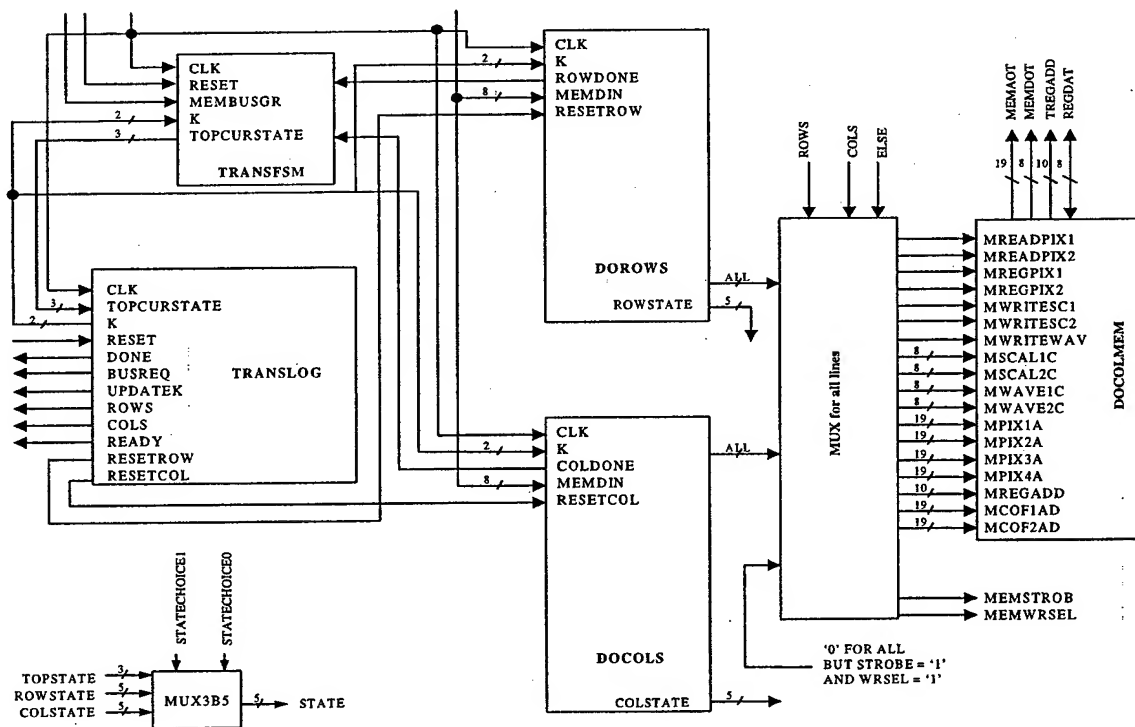 CLK
RESET
MEMBUSGR
2
K
3
TOPCURSTATE
TRANSFSM
CLK
3
TOPCURSTATE
2
K
RESET
DONE
BUSREQ
UPDATEK
ROWS
COLS
READY
RESETROW
RESETCOL
TRANSLOG
CLK
2
K
ROWDONE
8
MEMDIN
RESETROW
DOROWS
ALL
ROWSTATE
5
CLK
2
K
COLDONE
8
MEMDIN
RESETCOL
ALL
DOCOLS
COLSTATE
5
ROWS
COLS
ELSE
MUX for all lines
MEMAOT
MEMDOT
TREGADD
REGDAT
19
8
10
8
MREADPIX1
MREADPIX2
MREGPIX1
MREGPIX2
MWRITESC1
MWRITESC2
MWRITEWAV
8
MSCAL1C
8
MSCAL2C
8
MWAVE1C
8
MWAVE2C
19
MPIX1A
19
MPIX2A
19
MPIX3A
19
MPIX4A
10
MREGADD
19
MCOF1AD
19
MCOF2AD
DOCOLMEM
MEMSTROB
MEMWRSEL
'0' FOR ALL
BUT STROBE = '1'
AND WRSEL = '1'
STATECHOICE1
STATECHOICE0
TOPSTATE
3
ROWSTATE
5
COLSTATE
5
MUX3B5
5
STATE